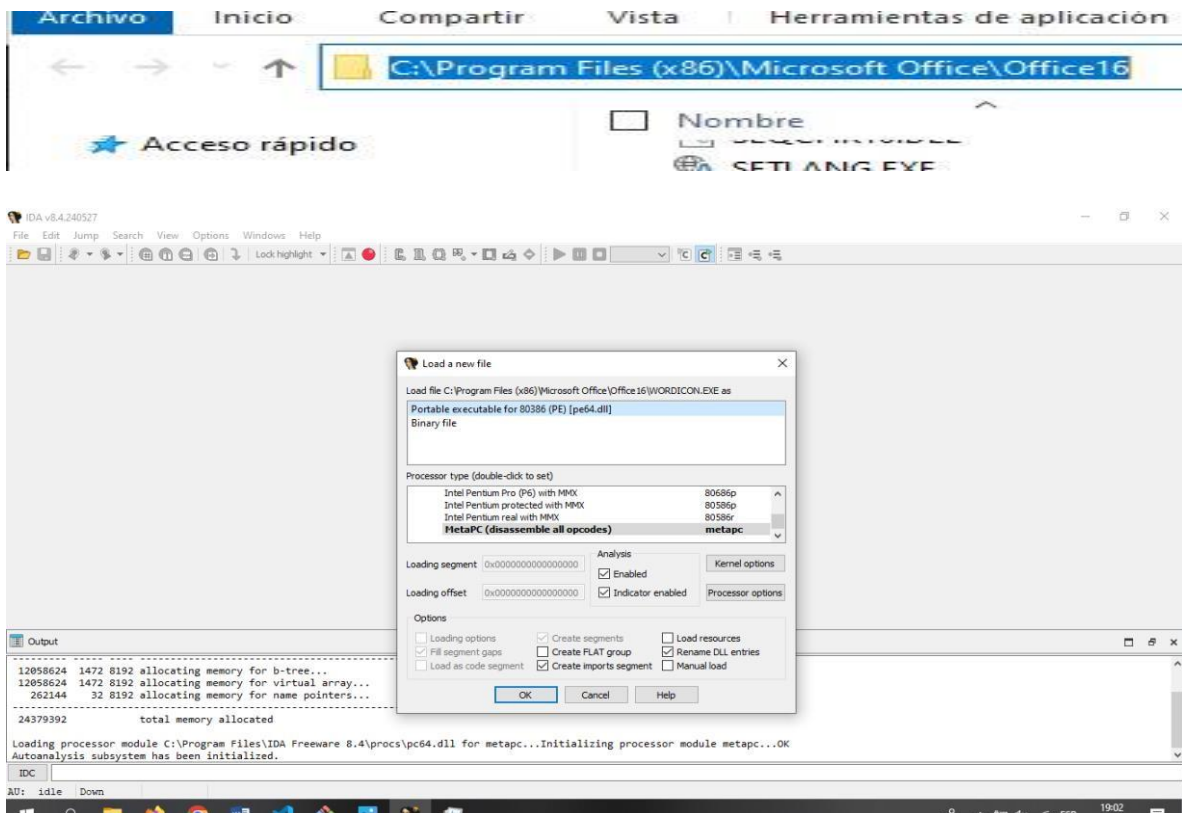 Archivo Inicio Compartir Vista Herramientas de aplicación
C:\Program Files (x86)\Microsoft Office\Office16
Nombre
Acceso rápido
SETLANG.EXE
IDA v8.4.240527
File Edit Jump Search View Options Windows Help
Lock highlight
Load a new file
Load file C:\Program Files (x86)\Microsoft Office\Office16\WORDICON.EXE as
Portable executable for 80386 (PE) [pe64.dll]
Binary file
Processor type (double-click to set)
Intel Pentium Pro (P6) with MMX 80686p
Intel Pentium protected with MMX 80586p
Intel Pentium real with MMX 80586r
MetaPC (disassemble all opcodes) metapc
Analysis
Loading segment 0x0000000000000000 Enabled Kernel options
Loading offset 0x0000000000000000 Indicator enabled Processor options
Options
Loading options Create segments Load resources
Fill segment gaps Create FLAT group Rename DLL entries
Load as code segment Create imports segment Manual load
OK Cancel Help
Output
12058624 1472 8192 allocating memory for b-tree...
12058624 1472 8192 allocating memory for virtual array...
262144 32 8192 allocating memory for name pointers...
24379392 total memory allocated
Loading processor module C:\Program Files\IDA Freeware 8.4\procs\pc64.dll for metapc...Initializing processor module metapc...OK
Autoanalysis subsystem has been initialized.
IDC
AU: idle Down
19:02